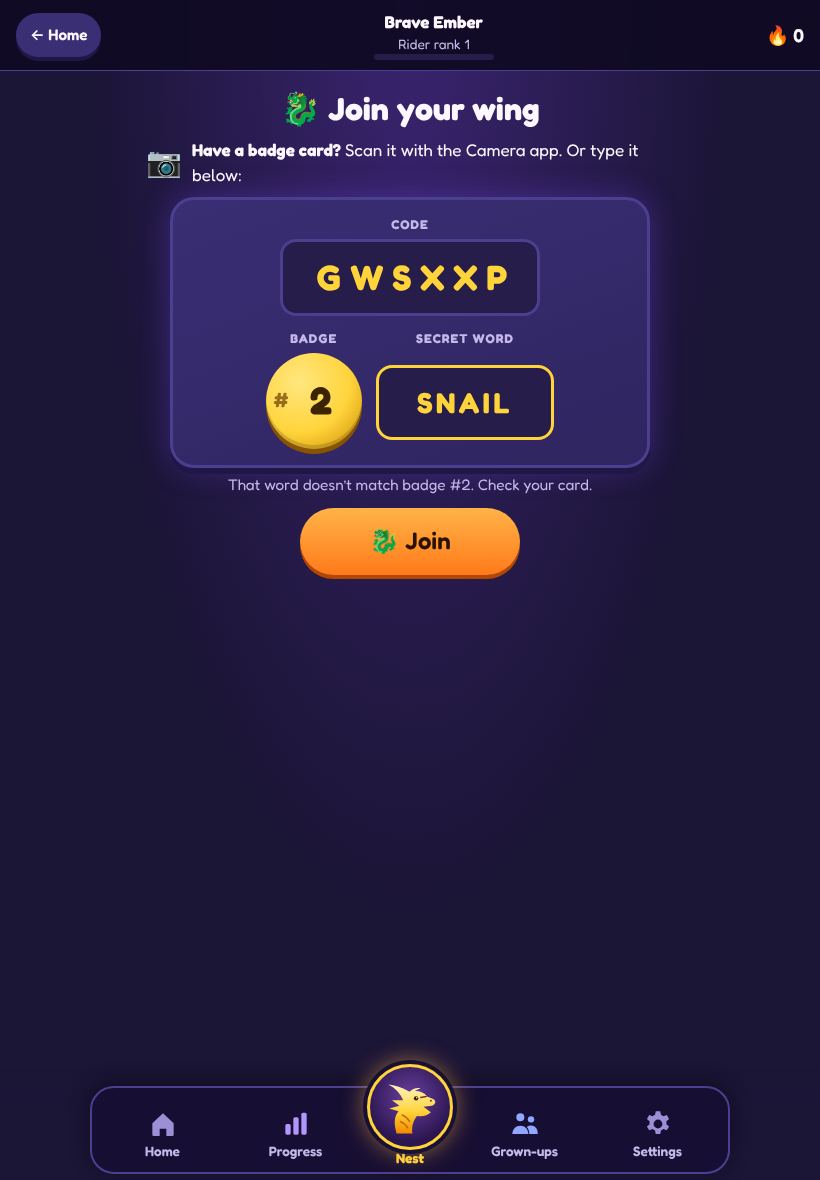 ← Home
Brave Ember
Rider rank 1
🔥 0
🐉 Join your wing
📷 Have a badge card? Scan it with the Camera app. Or type it
below:
CODE
GWSXXP
BADGE
SECRET WORD
# 2
SNAIL
That word doesn't match badge #2. Check your card.
🐉 Join
Home
Progress
Nest
Grown-ups
Settings